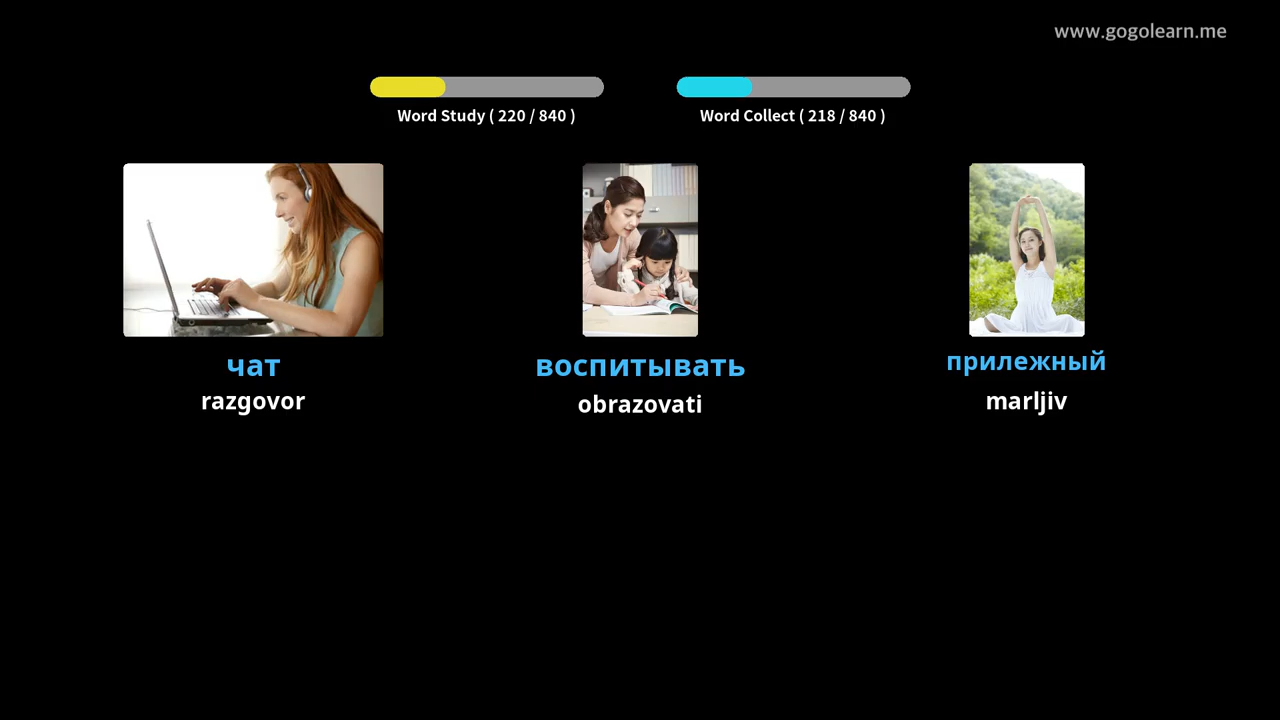 www.gogolearn.me
Word Study ( 220 / 840 )
Word Collect ( 218 / 840 )
чат
воспитывать
прилежный
razgovor
obrazovati
marljiv